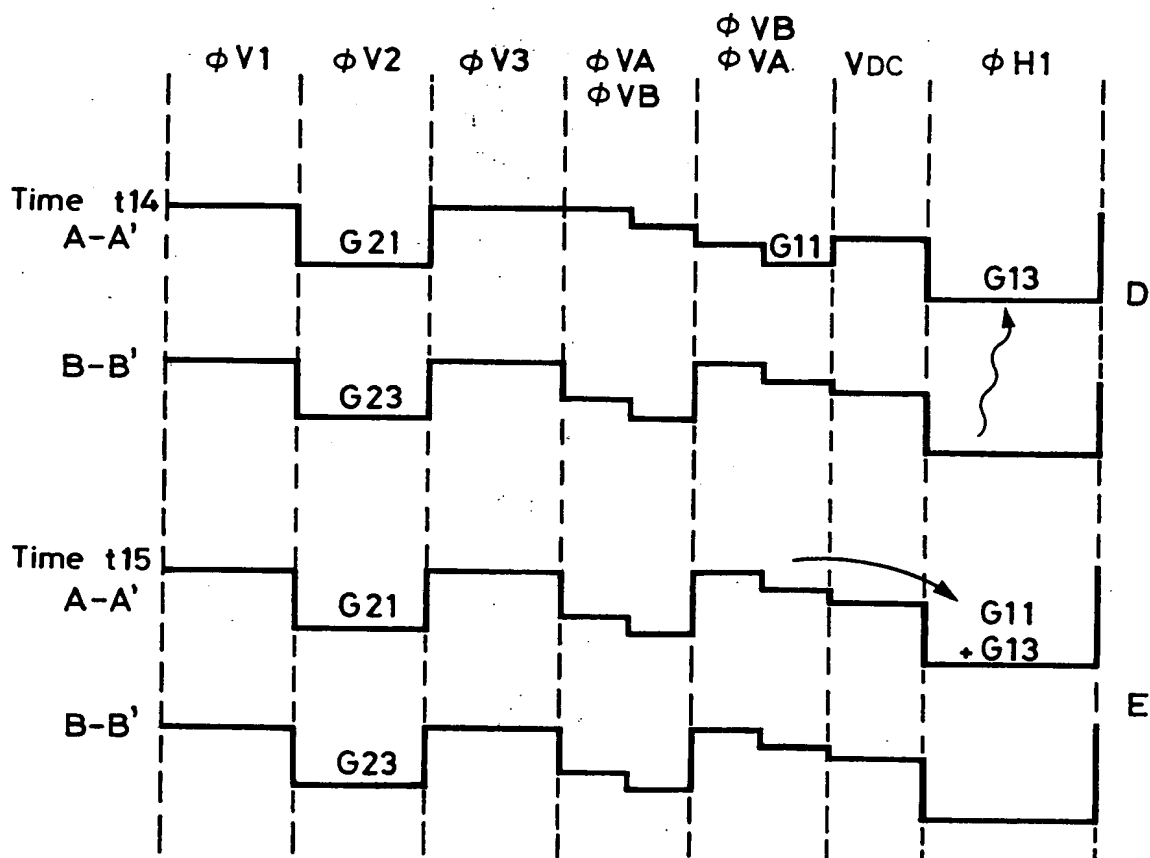 φVB
φV1 φV2 φV3 φVA φVA. VDC φH1
φVB
Time t14
A-A'
G21 G11 G13
D
B-B'
G23
Time t15
A-A'
G21 G11
+ G13
E
B-B'
G23